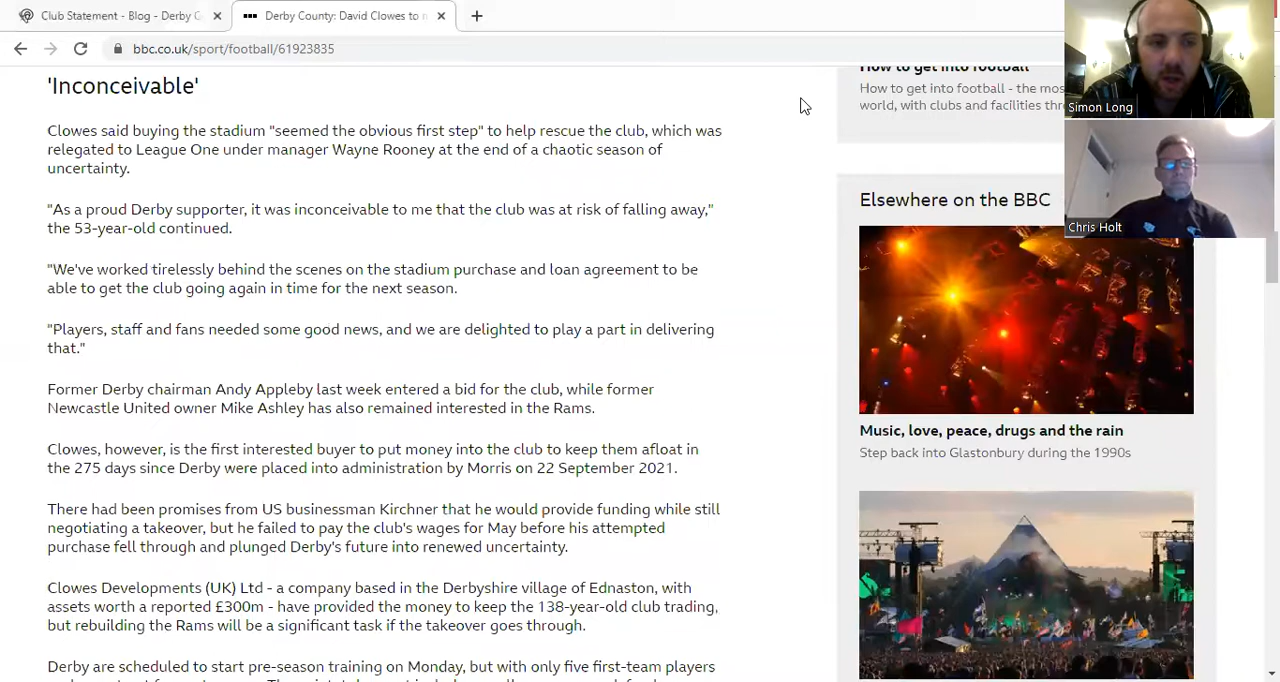 Club Statement - Blog - Derby C
Derby County: David Clowes to
bbc.co.uk/sport/football/61923835
'Inconceivable'
Clowes said buying the stadium "seemed the obvious first step" to help rescue the club, which was
relegated to League One under manager Wayne Rooney at the end of a chaotic season of
uncertainty.
"As a proud Derby supporter, it was inconceivable to me that the club was at risk of falling away,"
the 53-year-old continued.
"We've worked tirelessly behind the scenes on the stadium purchase and loan agreement to be
able to get the club going again in time for the next season.
"Players, staff and fans needed some good news, and we are delighted to play a part in delivering
that."
Former Derby chairman Andy Appleby last week entered a bid for the club, while former
Newcastle United owner Mike Ashley has also remained interested in the Rams.
Clowes, however, is the first interested buyer to put money into the club to keep them afloat in
the 275 days since Derby were placed into administration by Morris on 22 September 2021.
There had been promises from US businessman Kirchner that he would provide funding while still
negotiating a takeover, but he failed to pay the club's wages for May before his attempted
purchase fell through and plunged Derby's future into renewed uncertainty.
Clowes Developments (UK) Ltd - a company based in the Derbyshire village of Ednaston, with
assets worth a reported £300m - have provided the money to keep the 138-year-old club trading,
but rebuilding the Rams will be a significant task if the takeover goes through.
Derby are scheduled to start pre-season training on Monday, but with only five first-team players
How to get into football
How to get into football - the mos
world, with clubs and facilities thr
Elsewhere on the BBC
Music, love, peace, drugs and the rain
Step back into Glastonbury during the 1990s
Simon Long
Chris Holt